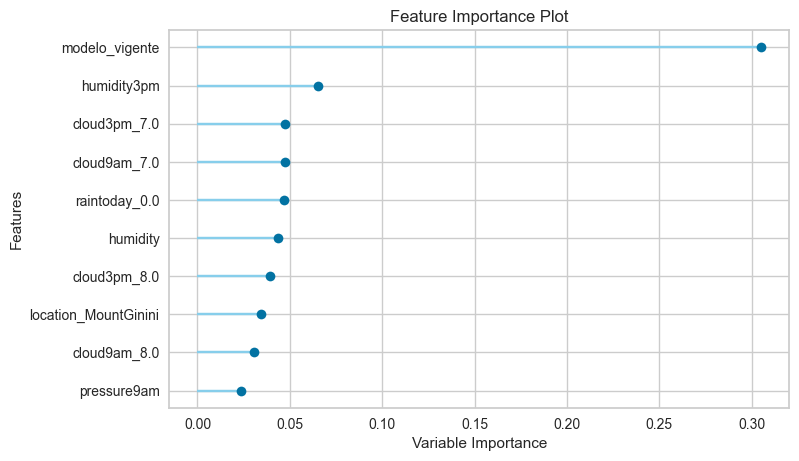 Feature Importance Plot
Features
modelo_vigente
humidity3pm
cloud3pm_7.0
cloud9am_7.0
raintoday_0.0
humidity
cloud3pm_8.0
location_MountGinini
cloud9am_8.0
pressure9am
0.00 0.05 0.10 0.15 0.20 0.25 0.30
Variable Importance